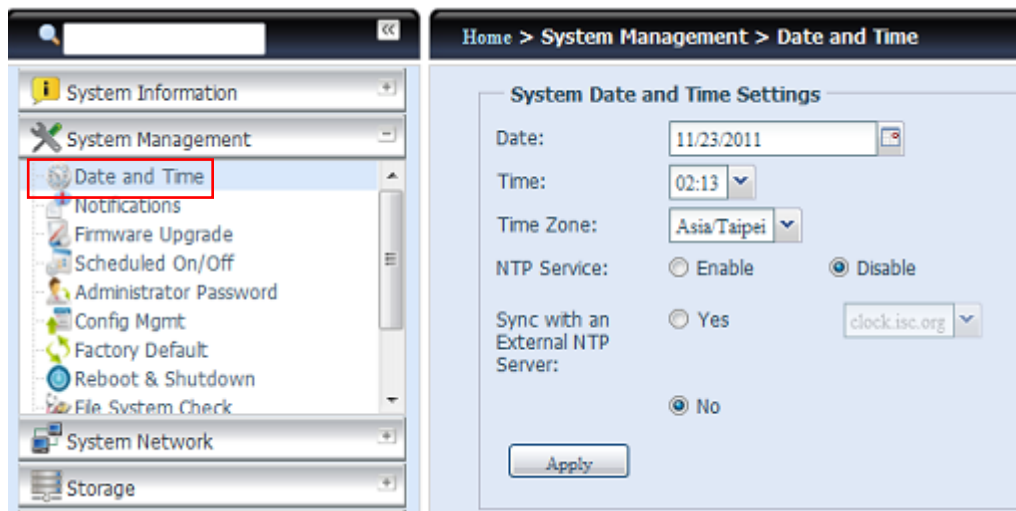 System Information
System Management
Date and Time
Notifications
Firmware Upgrade
Scheduled On/Off
Administrator Password
Config Mgmt
Factory Default
Reboot & Shutdown
File System Check
System Network
Storage
Home > System Management > Date and Time
System Date and Time Settings
Date: 11/23/2011
Time: 02:13
Time Zone: Asia/Taipei
NTP Service: Enable Disable
Sync with an Yes clock.isc.org
External NTP
Server:
No
Apply